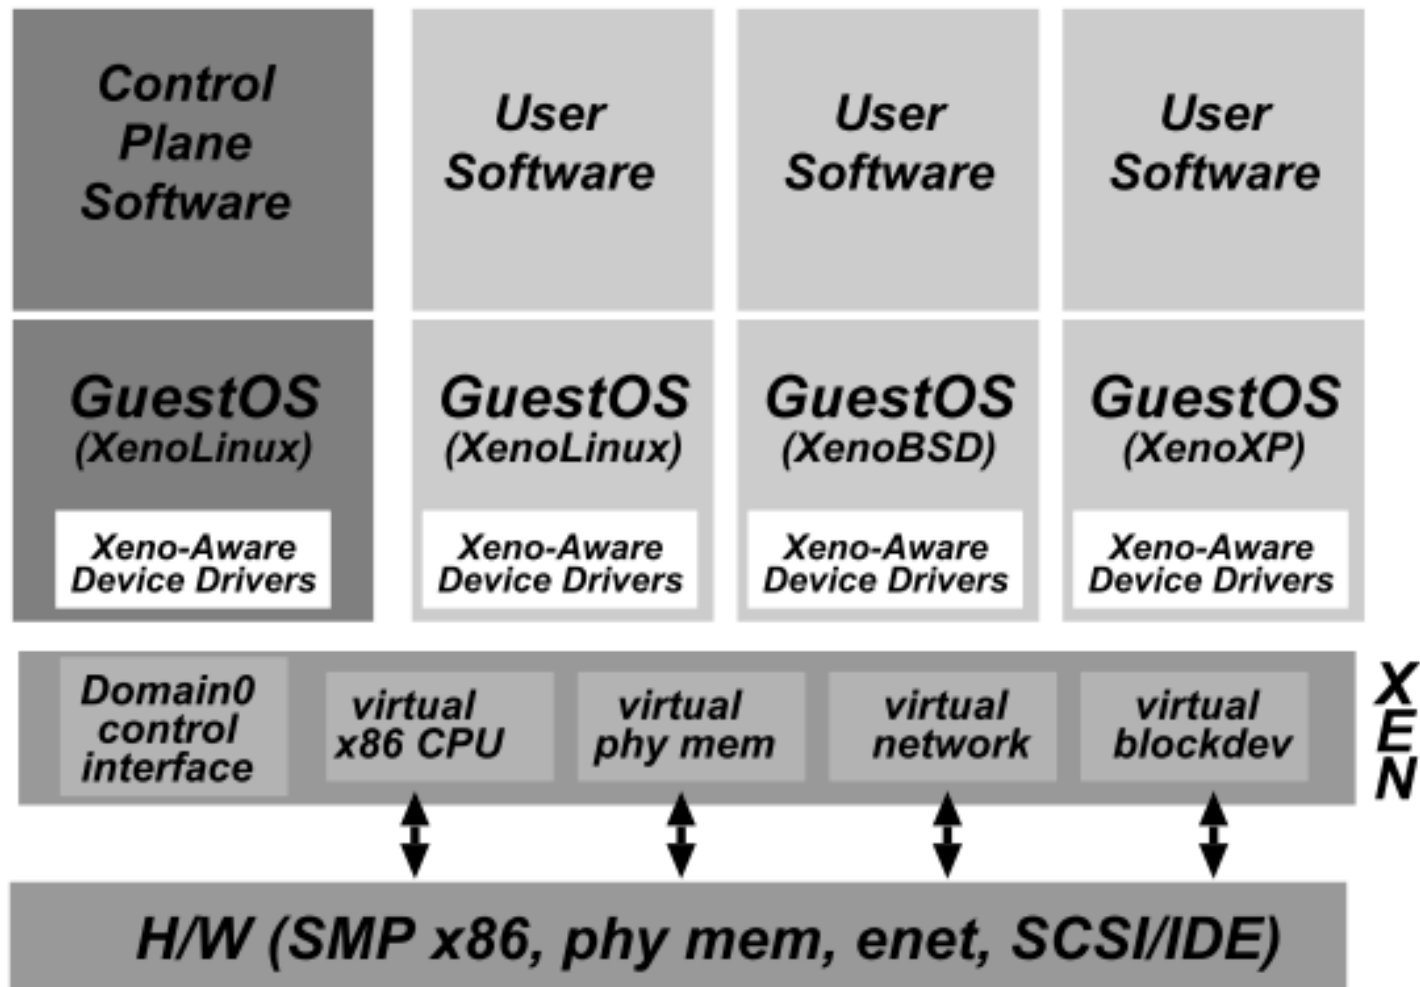 Control
Plane
Software
User
Software
User
Software
User
Software
GuestOS
(XenoLinux)
Xeno-Aware
Device Drivers
GuestOS
(XenoLinux)
Xeno-Aware
Device Drivers
GuestOS
(XenoBSD)
Xeno-Aware
Device Drivers
GuestOS
(XenoXP)
Xeno-Aware
Device Drivers
Domain0
control
interface
virtual
x86 CPU
virtual
phy mem
virtual
network
virtual
blockdev
X
E
N
H/W (SMP x86, phy mem, enet, SCSI/IDE)